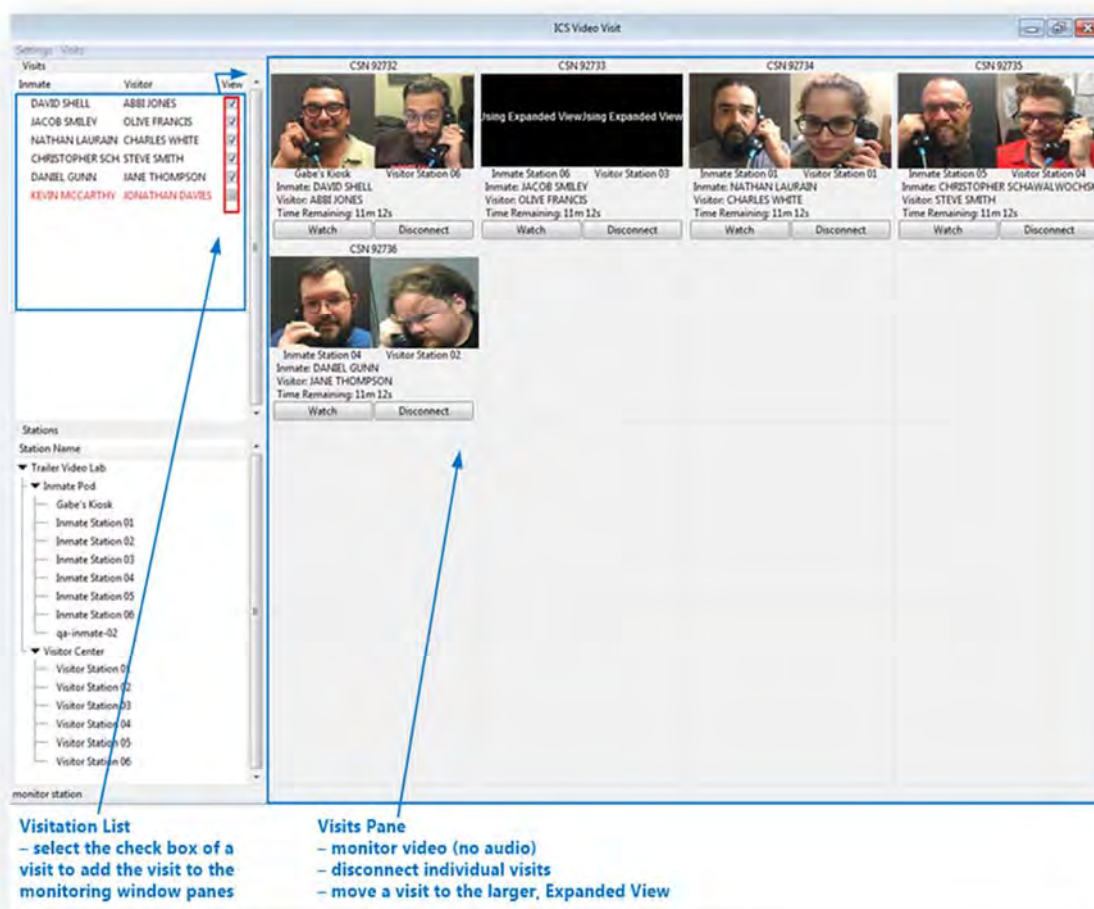 ICS Video Visit
Settings Visits
Visits
Inmate Visitor View
DAVID SHELL ABBI JONES
JACOB SMILEY OLIVE FRANCIS
NATHAN LAURAIN CHARLES WHITE
CHRISTOPHER SCH STEVE SMITH
DANIEL GUNN JANE THOMPSON
KEVIN MCCARTHY JONATHAN DAVIES
CSN 92732
Gabe's Kiosk Visitor Station 06
Inmate: DAVID SHELL
Visitor: ABBI JONES
Time Remaining: 11m 12s
Watch Disconnect
CSN 92733
Jsing Expanded ViewJsing Expanded View
Inmate Station 06 Visitor Station 03
Inmate: JACOB SMILEY
Visitor: OLIVE FRANCIS
Time Remaining: 11m 12s
Watch Disconnect
CSN 92734
Inmate Station 01 Visitor Station 01
Inmate: NATHAN LAURAIN
Visitor: CHARLES WHITE
Time Remaining: 11m 12s
Watch Disconnect
CSN 92735
Inmate Station 05 Visitor Station 04
Inmate: CHRISTOPHER
Visitor: STEVE SMITH
Time Remaining: 11m 12s
Watch Disconnect
CSN 92736
Inmate Station 04 Visitor Station 02
Inmate: DANIEL GUNN
Visitor: JANE THOMPSON
Time Remaining: 11m 12s
Watch Disconnect
Stations
Station Name
Trailer Video Lab
Inmate Pod
Gabe's Kiosk
Inmate Station 01
Inmate Station 02
Inmate Station 03
Inmate Station 04
Inmate Station 05
Inmate Station 06
qa-inmate-02
Visitor Center
Visitor Station 01
Visitor Station 02
Visitor Station 03
Visitor Station 04
Visitor Station 05
Visitor Station 06
monitor station
Visitation List
– select the check box of a
visit to add the visit to the
monitoring window panes
Visits Pane
– monitor video (no audio)
– disconnect individual visits
– move a visit to the larger, Expanded View